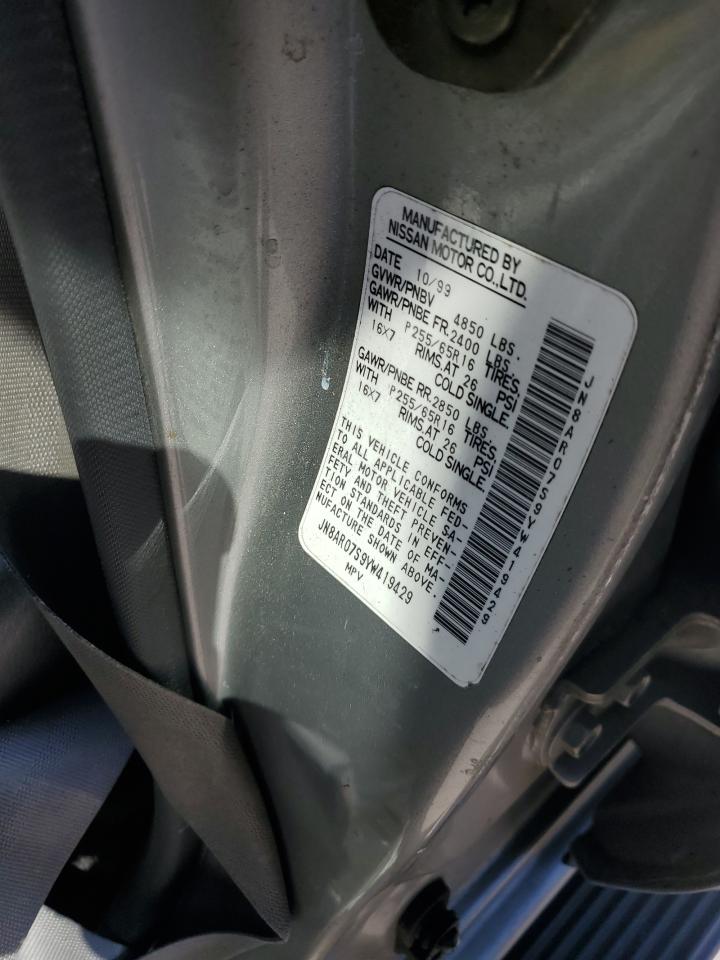 MANUFACTURED BY
NISSAN MOTOR CO.,LTD.
DATE 10/99
GVWR/PNBV 4850 LBS.
GAWR/PNBE FR.2400 LBS.
WITH P255/65R16 TIRES
16X7 RIMS.AT 26 PSI
COLD SINGLE.
GAWR/PNBE RR.2850 LBS.
WITH P255/65R16 TIRES
16X7 RIMS.AT 26 PSI
COLD SINGLE.
THIS VEHICLE CONFORMS
TO ALL APPLICABLE FED-
ERAL MOTOR VEHICLE SA-
FETY AND THEFT PREVEN-
TION STANDARDS IN EFF-
ECT ON THE DATE OF MA-
NUFACTURE SHOWN ABOVE.
JN8AR07S9YW419429
MPV
JN8AR07S9YW419429